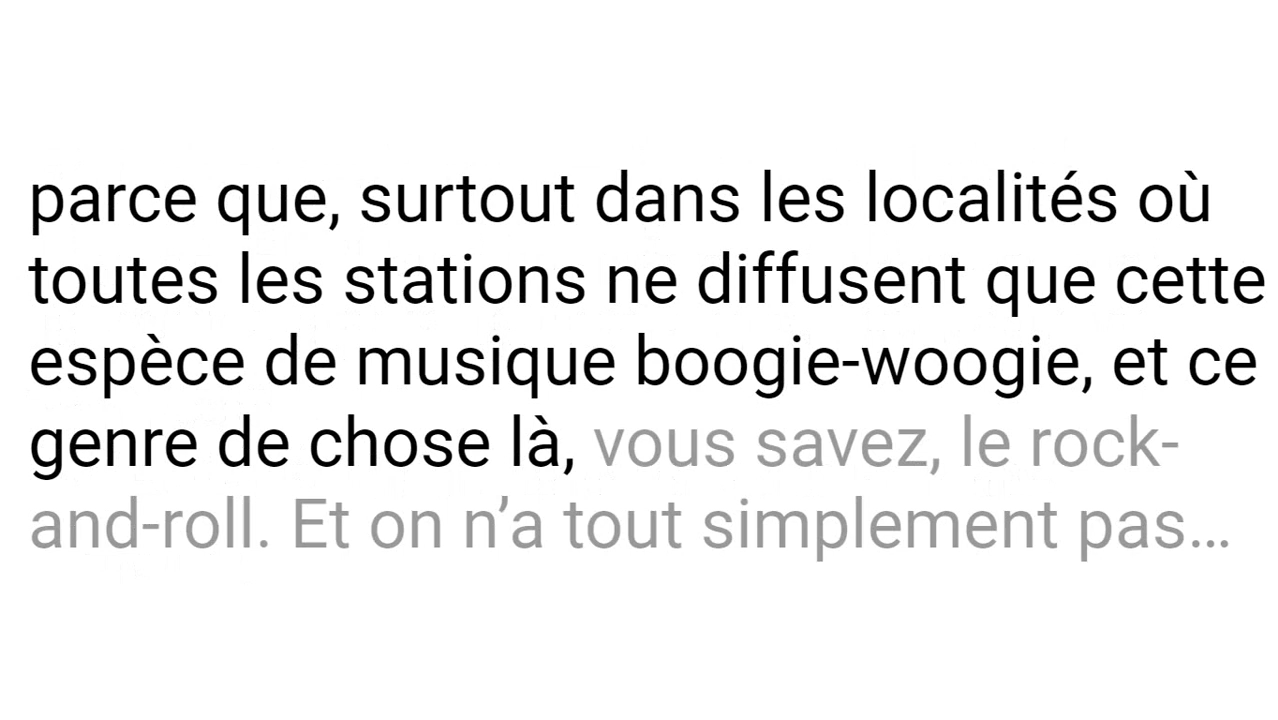 parce que, surtout dans les localités où
toutes les stations ne diffusent que cette
espèce de musique boogie-woogie, et ce
genre de chose là, vous savez, le rock-
and-roll. Et on n’a tout simplement pas…